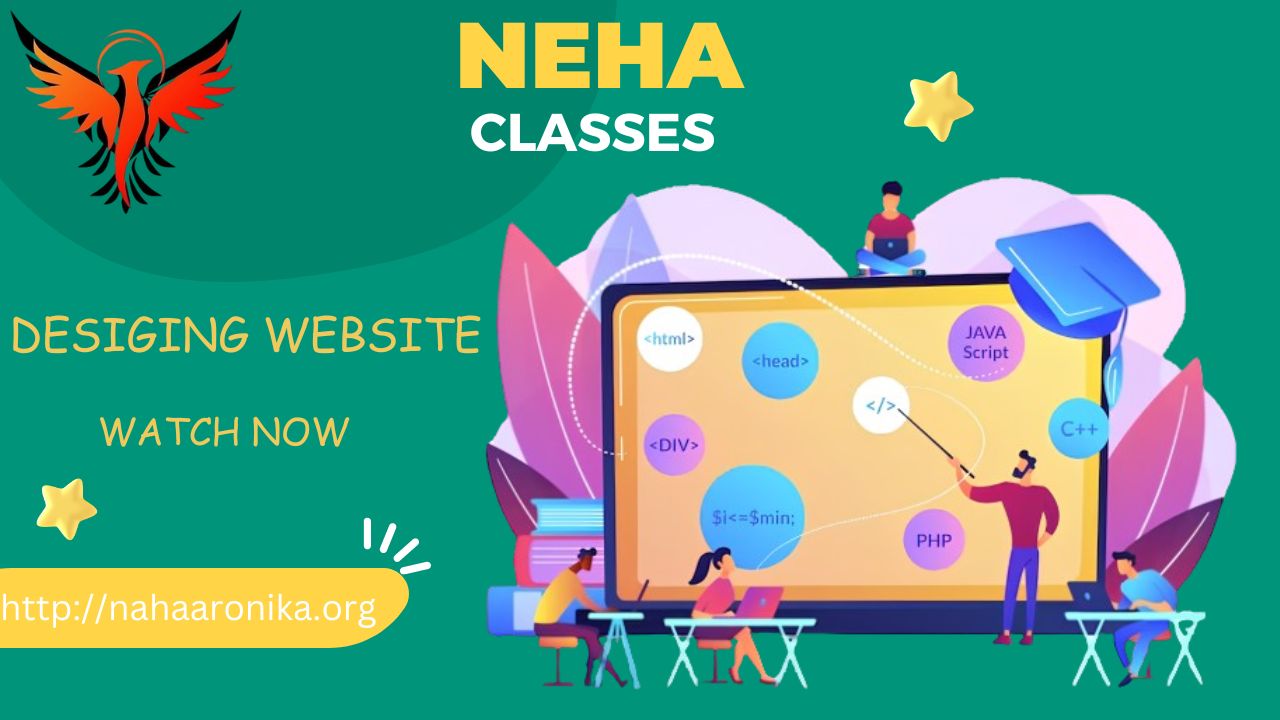 NEHA
CLASSES
DESIGING WEBSITE
WATCH NOW
http://nahaaronika.org
<html>
<head>
JAVA
Script
</>
C++
<DIV>
$i<=$min;
PHP